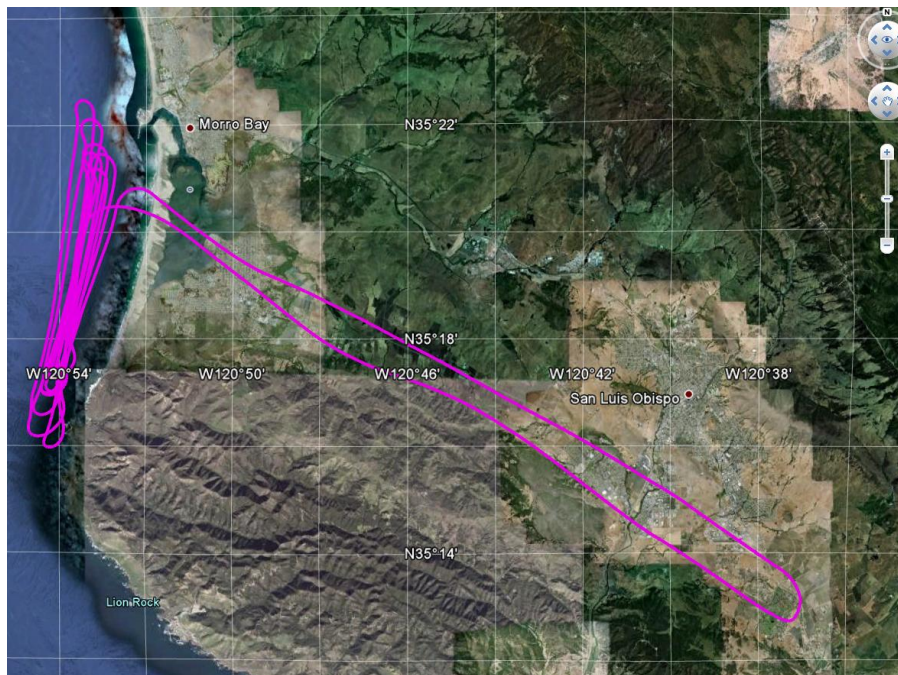 N
Morro Bay
N35°22'
N35°18'
W120°54'
W120°50'
W120°46'
W120°42'
W120°38'
San Luis Obispo
N35°14'
Lion Rock